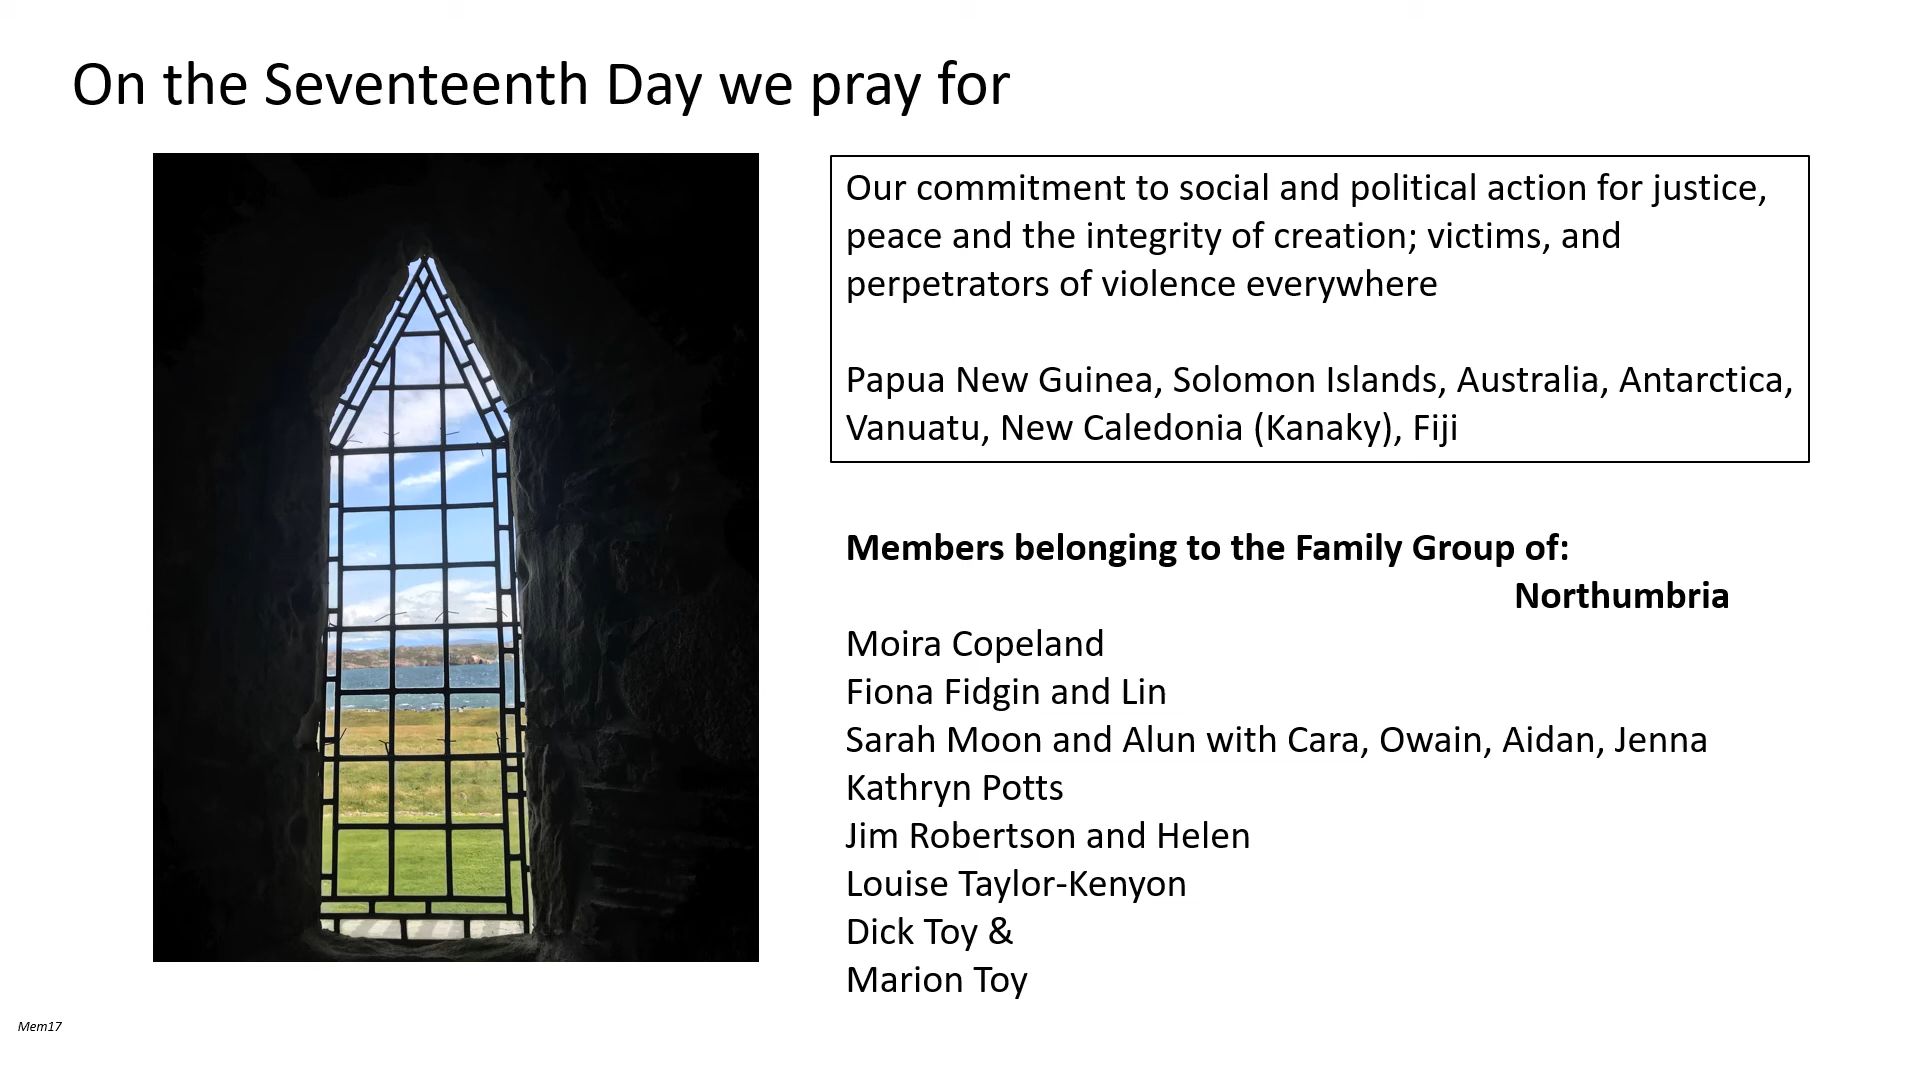 On the Seventeenth Day we pray for
Our commitment to social and political action for justice,
peace and the integrity of creation; victims, and
perpetrators of violence everywhere
Papua New Guinea, Solomon Islands, Australia, Antarctica,
Vanuatu, New Caledonia (Kanaky), Fiji
Members belonging to the Family Group of:
Northumbria
Moira Copeland
Fiona Fidgin and Lin
Sarah Moon and Alun with Cara, Owain, Aidan, Jenna
Kathryn Potts
Jim Robertson and Helen
Louise Taylor-Kenyon
Dick Toy &
Marion Toy
Mem17